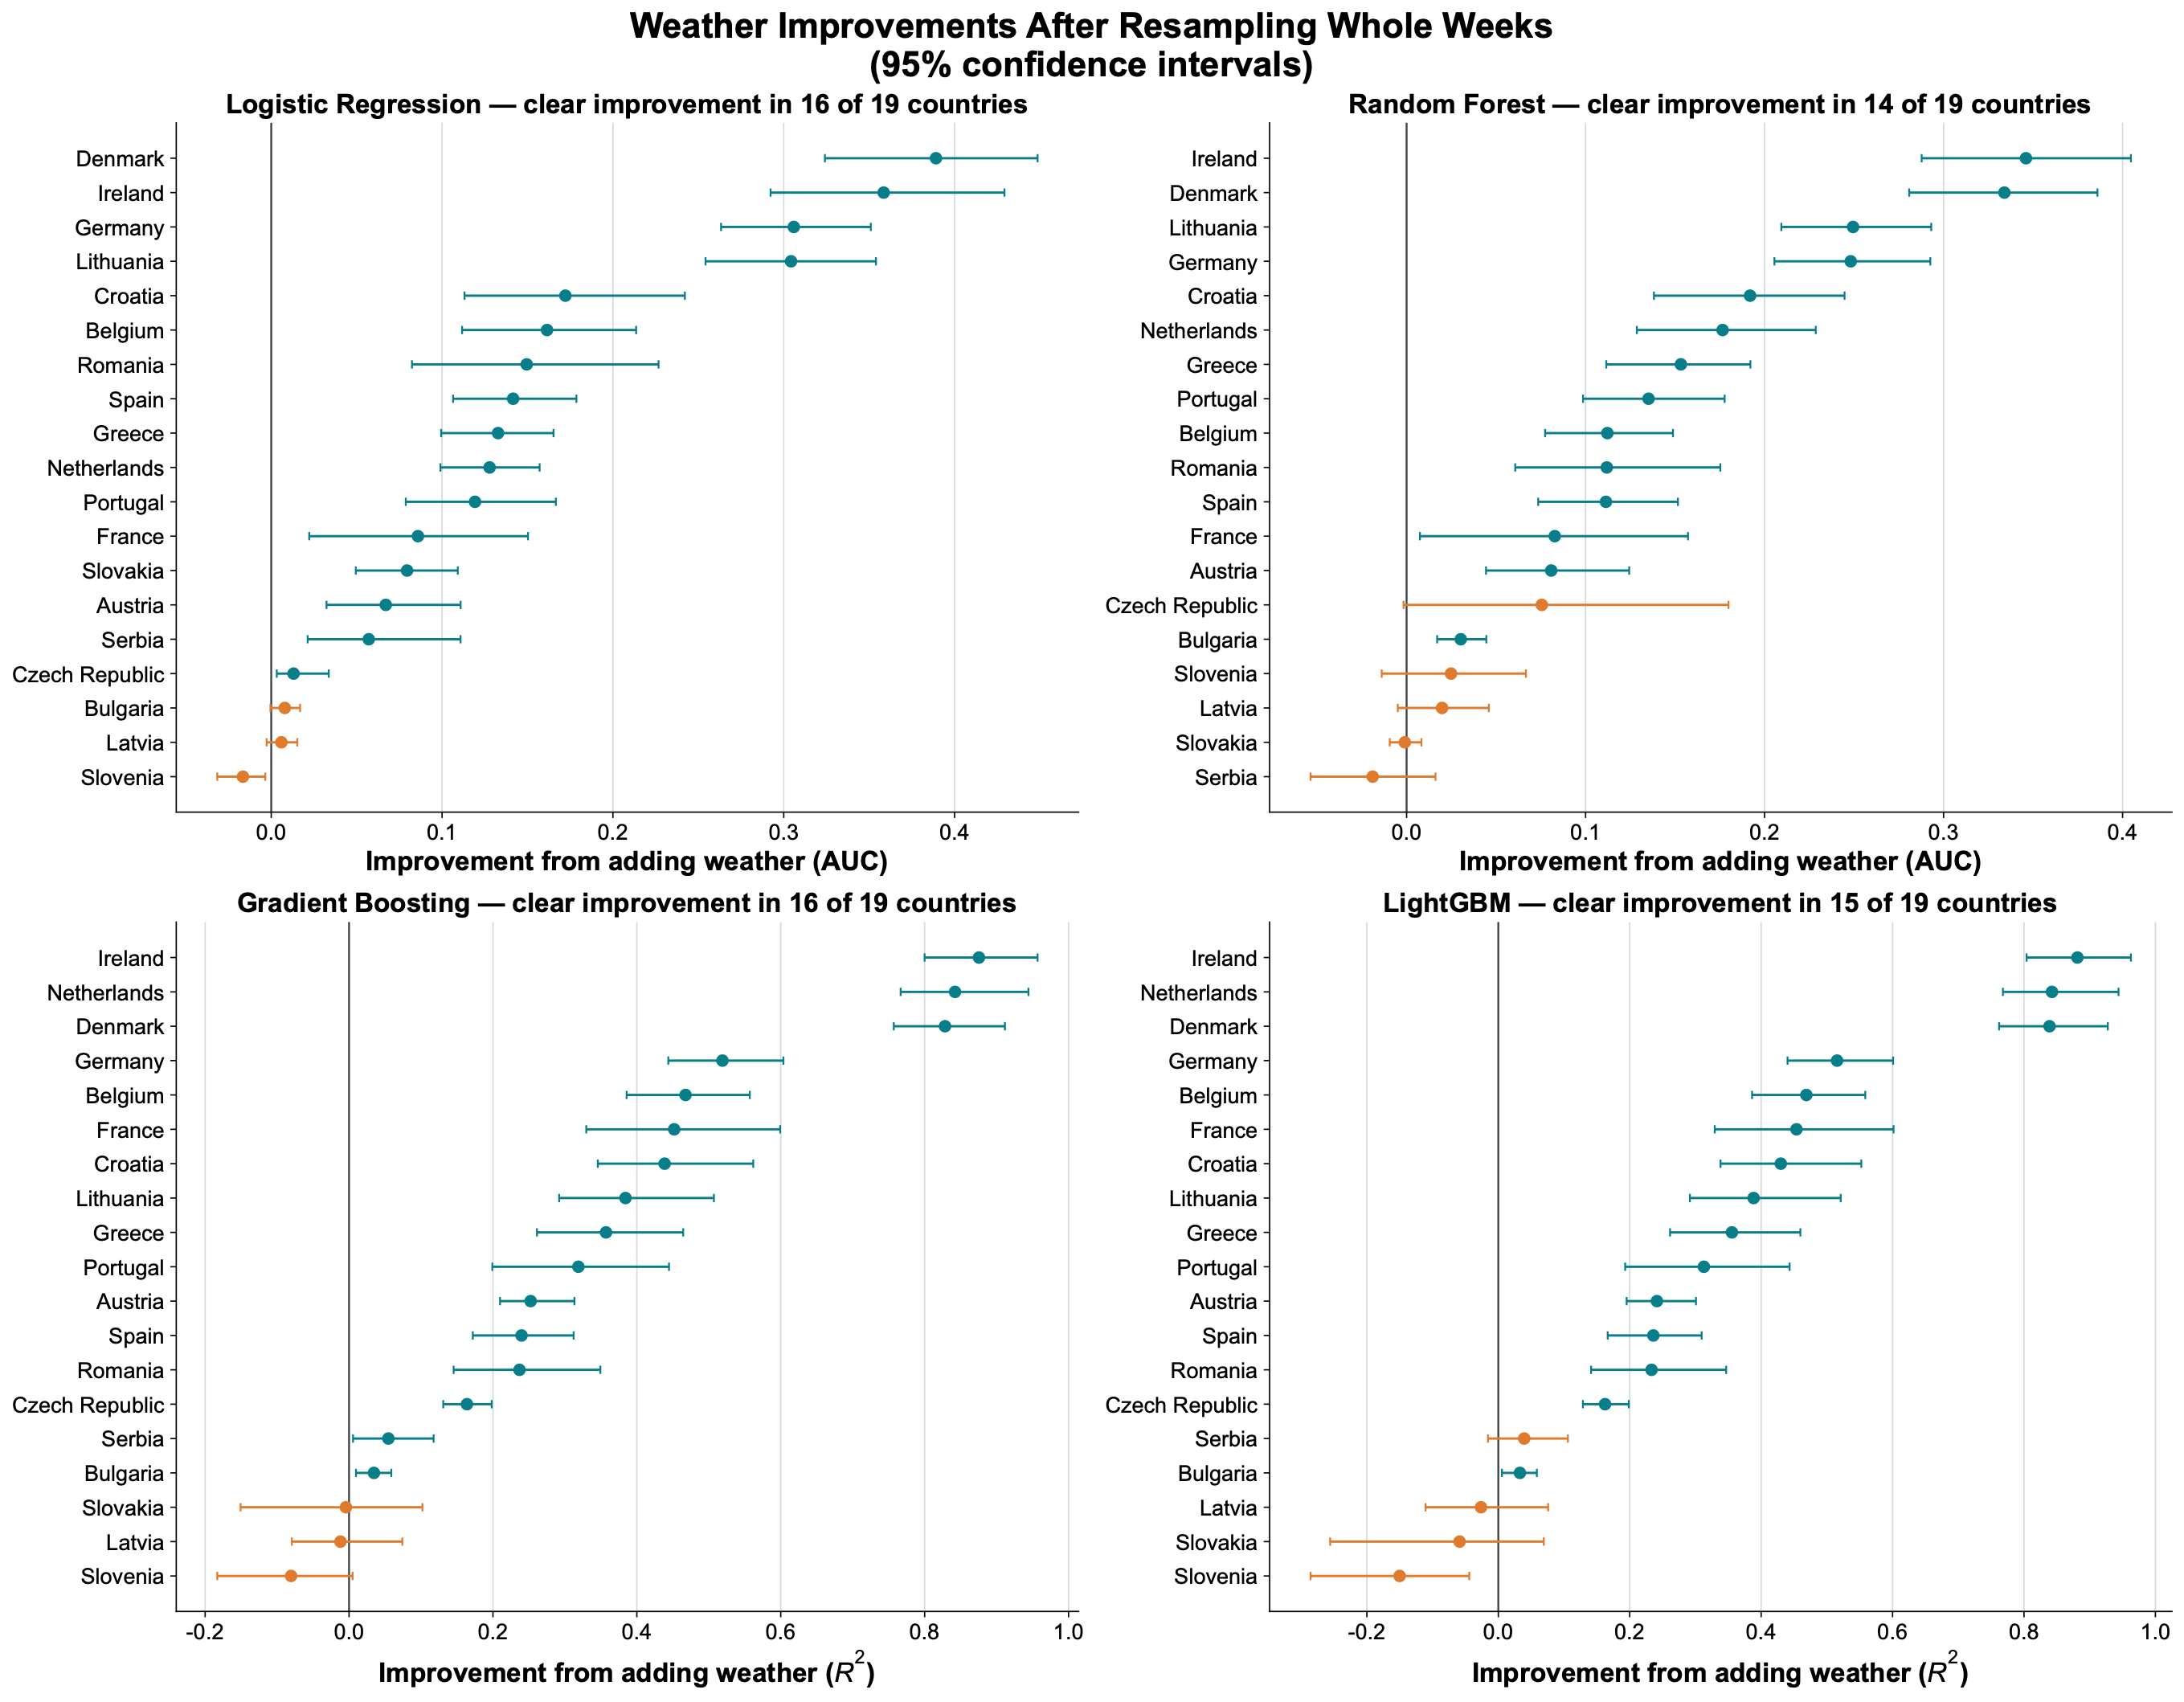 Weather Improvements After Resampling Whole Weeks
(95% confidence intervals)
Logistic Regression — clear improvement in 16 of 19 countries
Denmark
Ireland
Germany
Lithuania
Croatia
Belgium
Romania
Spain
Greece
Netherlands
Portugal
France
Slovakia
Austria
Serbia
Czech Republic
Bulgaria
Latvia
Slovenia
0.0 0.1 0.2 0.3 0.4
Improvement from adding weather (AUC)
Random Forest — clear improvement in 14 of 19 countries
Ireland
Denmark
Lithuania
Germany
Croatia
Netherlands
Greece
Portugal
Belgium
Romania
Spain
France
Austria
Czech Republic
Bulgaria
Slovenia
Latvia
Slovakia
Serbia
0.0 0.1 0.2 0.3 0.4
Improvement from adding weather (AUC)
Gradient Boosting — clear improvement in 16 of 19 countries
Ireland
Netherlands
Denmark
Germany
Belgium
France
Croatia
Lithuania
Greece
Portugal
Austria
Spain
Romania
Czech Republic
Serbia
Bulgaria
Slovakia
Latvia
Slovenia
-0.2 0.0 0.2 0.4 0.6 0.8 1.0
Improvement from adding weather (R²)
LightGBM — clear improvement in 15 of 19 countries
Ireland
Netherlands
Denmark
Germany
Belgium
France
Croatia
Lithuania
Greece
Portugal
Austria
Spain
Romania
Czech Republic
Serbia
Bulgaria
Latvia
Slovakia
Slovenia
-0.2 0.0 0.2 0.4 0.6 0.8 1.0
Improvement from adding weather (R²)